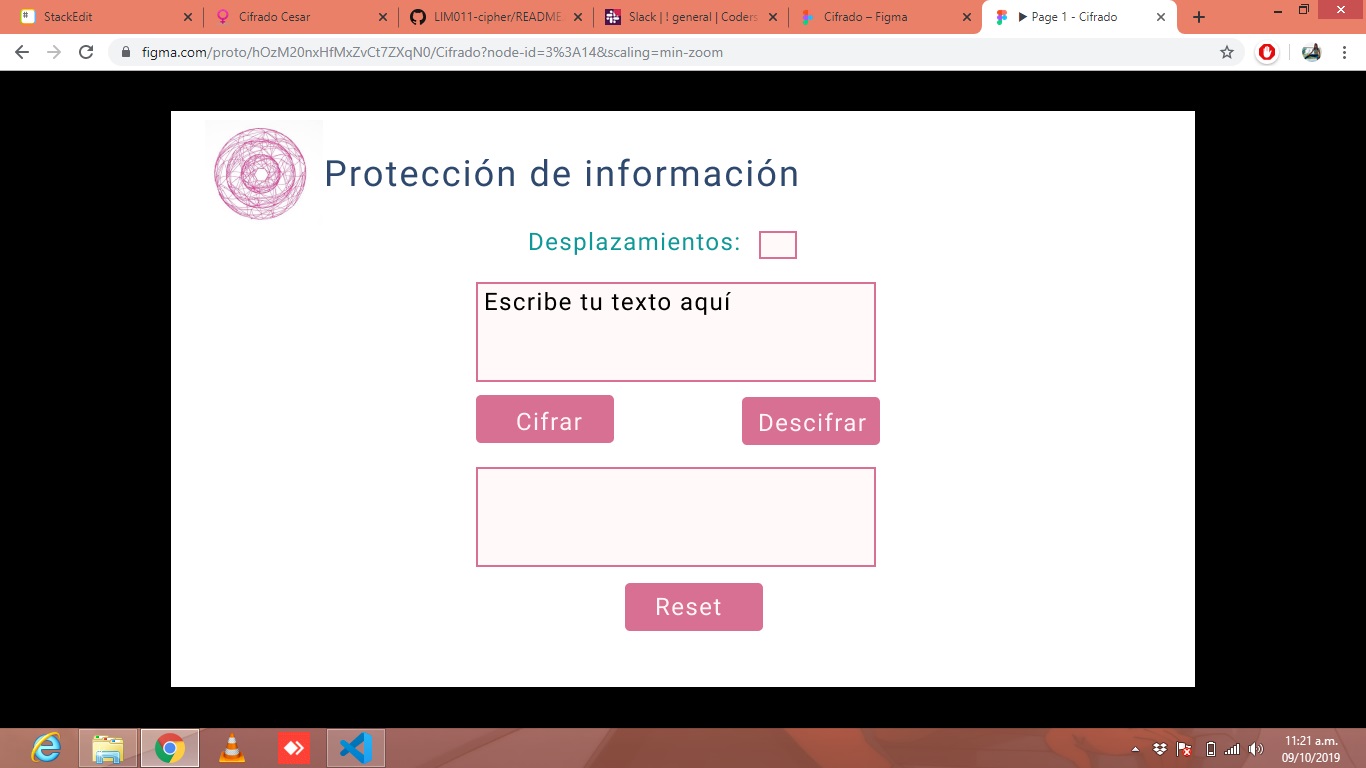 StackEdit
Cifrado Cesar
LIM011-cipher/README.
Slack | ! general | Coders
Cifrado – Figma
Page 1 - Cifrado
figma.com/proto/hOzM20nxHfMxZvCt7ZXqN0/Cifrado?node-id=3%3A14&scaling=min-zoom
Protección de información
Desplazamientos:
Escribe tu texto aquí
Cifrar
Descifrar
Reset
11:21 a.m.
09/10/2019